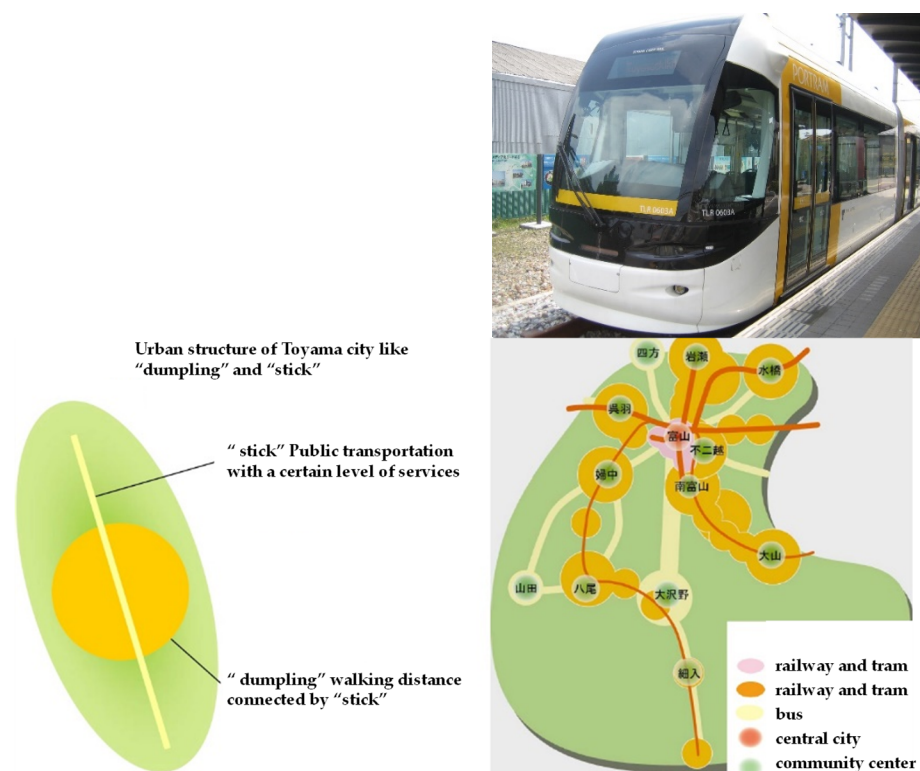 PORTRAM
TLR 0603A
TLR 0603A
Urban structure of Toyama city like
“dumpling” and “stick”
“ stick” Public transportation
with a certain level of services
“ dumpling” walking distance
connected by “stick”
四方
岩瀬
水橋
呉羽
富山
不二越
婦中
南富山
大山
山田
八尾
大沢野
細入
railway and tram
railway and tram
bus
central city
community center